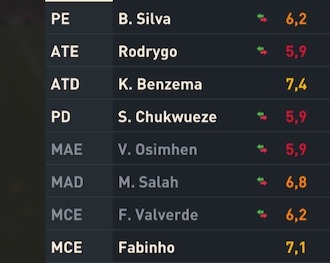 PE B. Silva 6,2
ATE Rodrygo 5,9
ATD K. Benzema 7,4
PD S. Chukwueze 5,9
MAE V. Osimhen 5,9
MAD M. Salah 6,8
MCE F. Valverde 6,2
MCE Fabinho 7,1